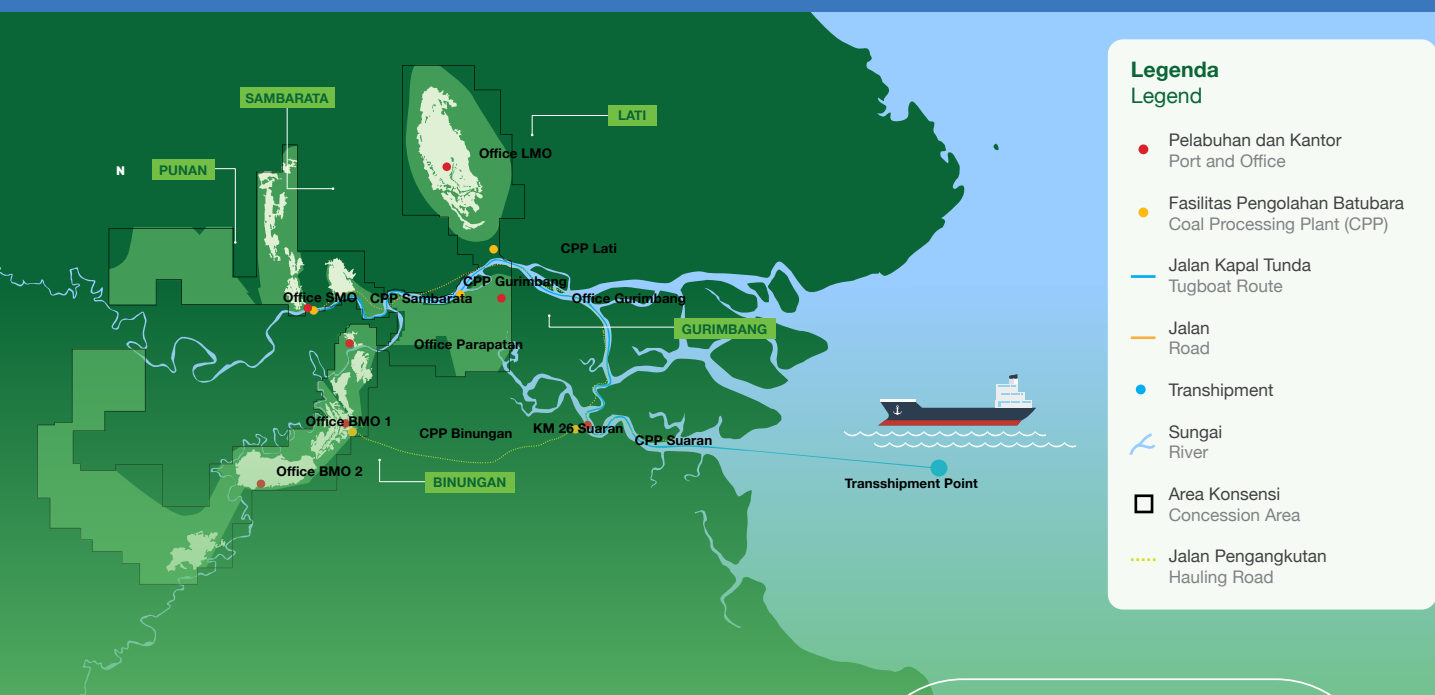 SAMBARATA
LATI
N
PUNAN
Office LMO
CPP Lati
CPP Gurimbang
Office SMO
CPP Sambarata
Office Gurimbang
GURIMBANG
Office Parapatan
Office BMO 1
CPP Binungan
KM 26 Suaran
CPP Suaran
Office BMO 2
BINUNGAN
Transshipment Point
Legenda
Legend
Pelabuhan dan Kantor
Port and Office
Fasilitas Pengolahan Batubara
Coal Processing Plant (CPP)
Jalan Kapal Tunda
Tugboat Route
Jalan
Road
Transhipment
Sungai
River
Area Konsensi
Concession Area
Jalan Pengangkutan
Hauling Road